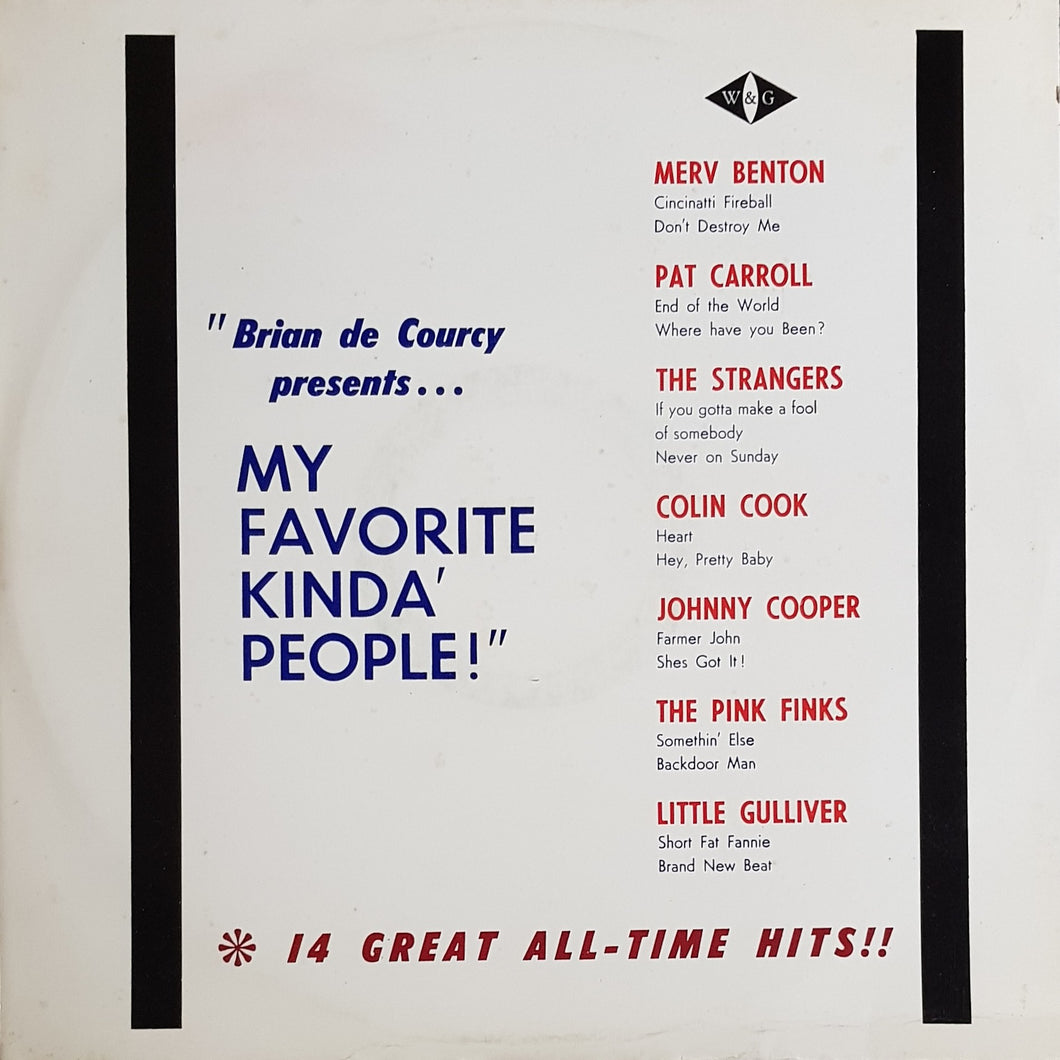 W&G
MERV BENTON
Cincinatti Fireball
Don't Destroy Me
PAT CARROLL
End of the World
Where have you Been?
THE STRANGERS
If you gotta make a fool
of somebody
Never on Sunday
COLIN COOK
Heart
Hey, Pretty Baby
JOHNNY COOPER
Farmer John
Shes Got It!
THE PINK FINKS
Somethin' Else
Backdoor Man
LITTLE GULLIVER
Short Fat Fannie
Brand New Beat
"Brian de Courcy
presents...
MY
FAVORITE
KINDA'
PEOPLE!"
* 14 GREAT ALL-TIME HITS!!